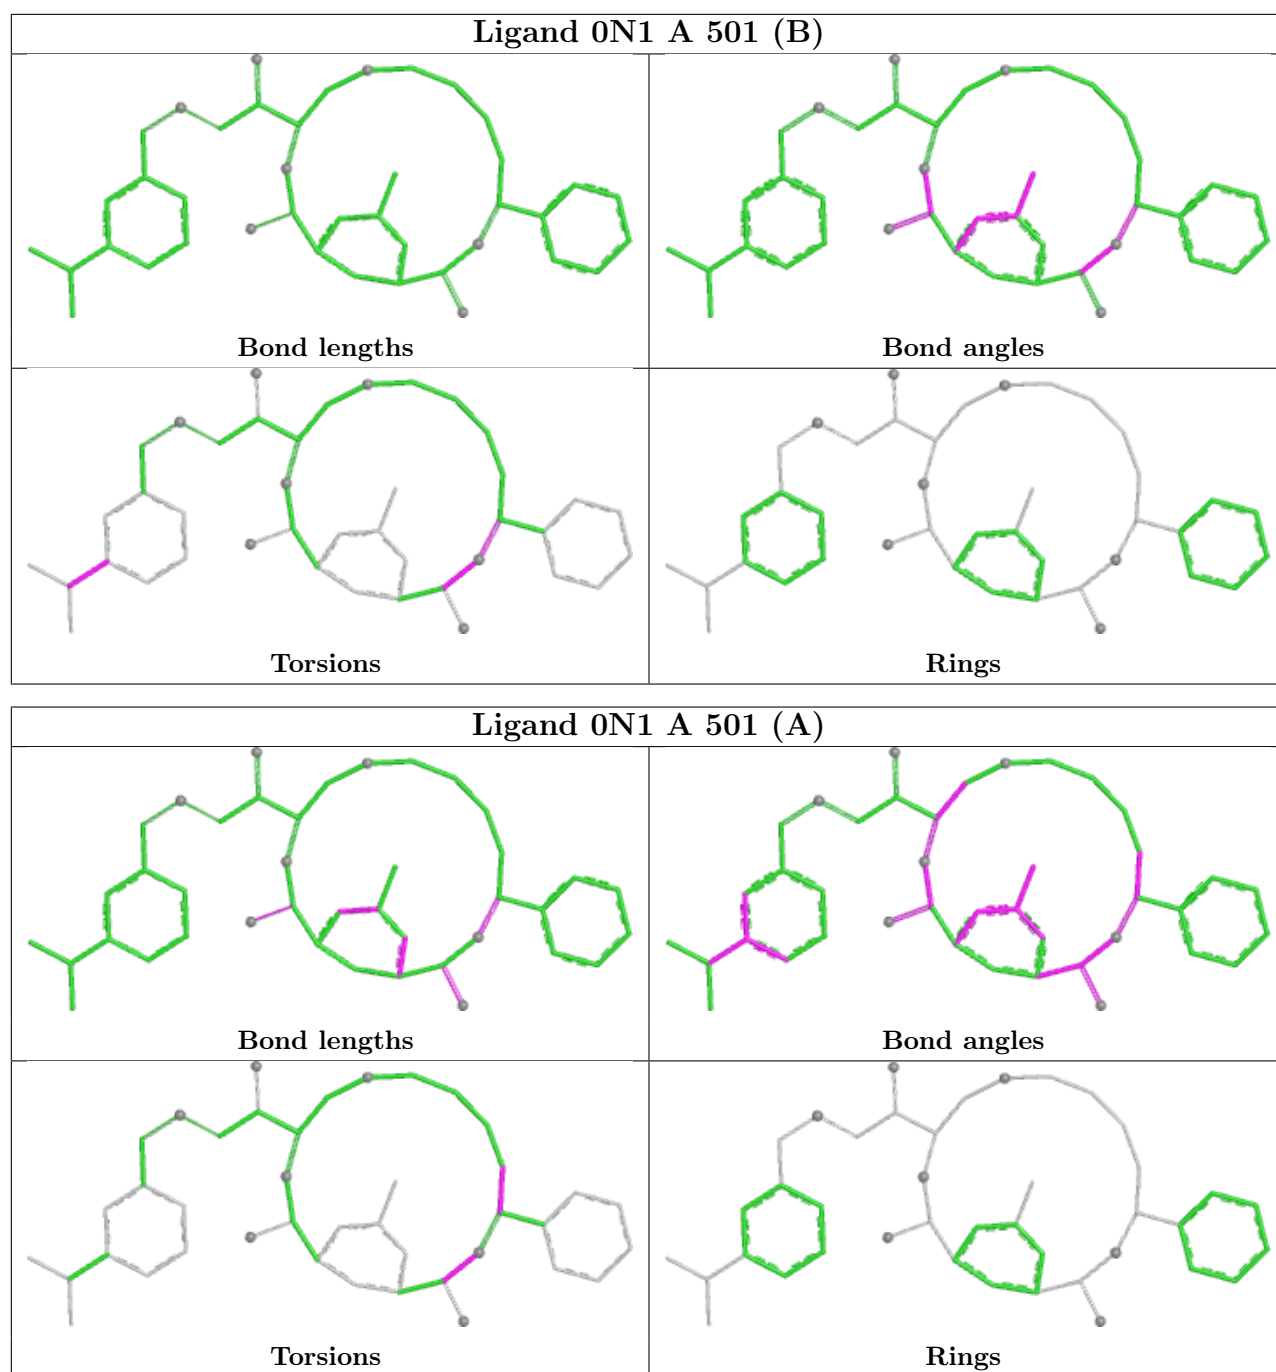 Ligand 0N1 A 501 (B)
Bond lengths
Bond angles
Torsions
Rings
Ligand 0N1 A 501 (A)
Bond lengths
Bond angles
Torsions
Rings